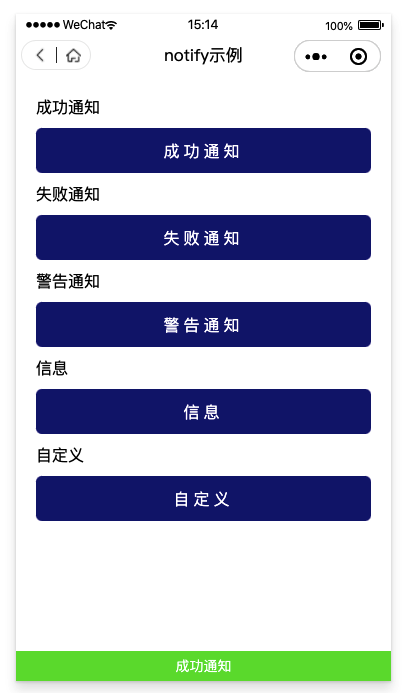 WeChat 15:14 100%
notify示例
成功通知
成功通知
失败通知
失败通知
警告通知
警告通知
信息
信息
自定义
自定义
成功通知